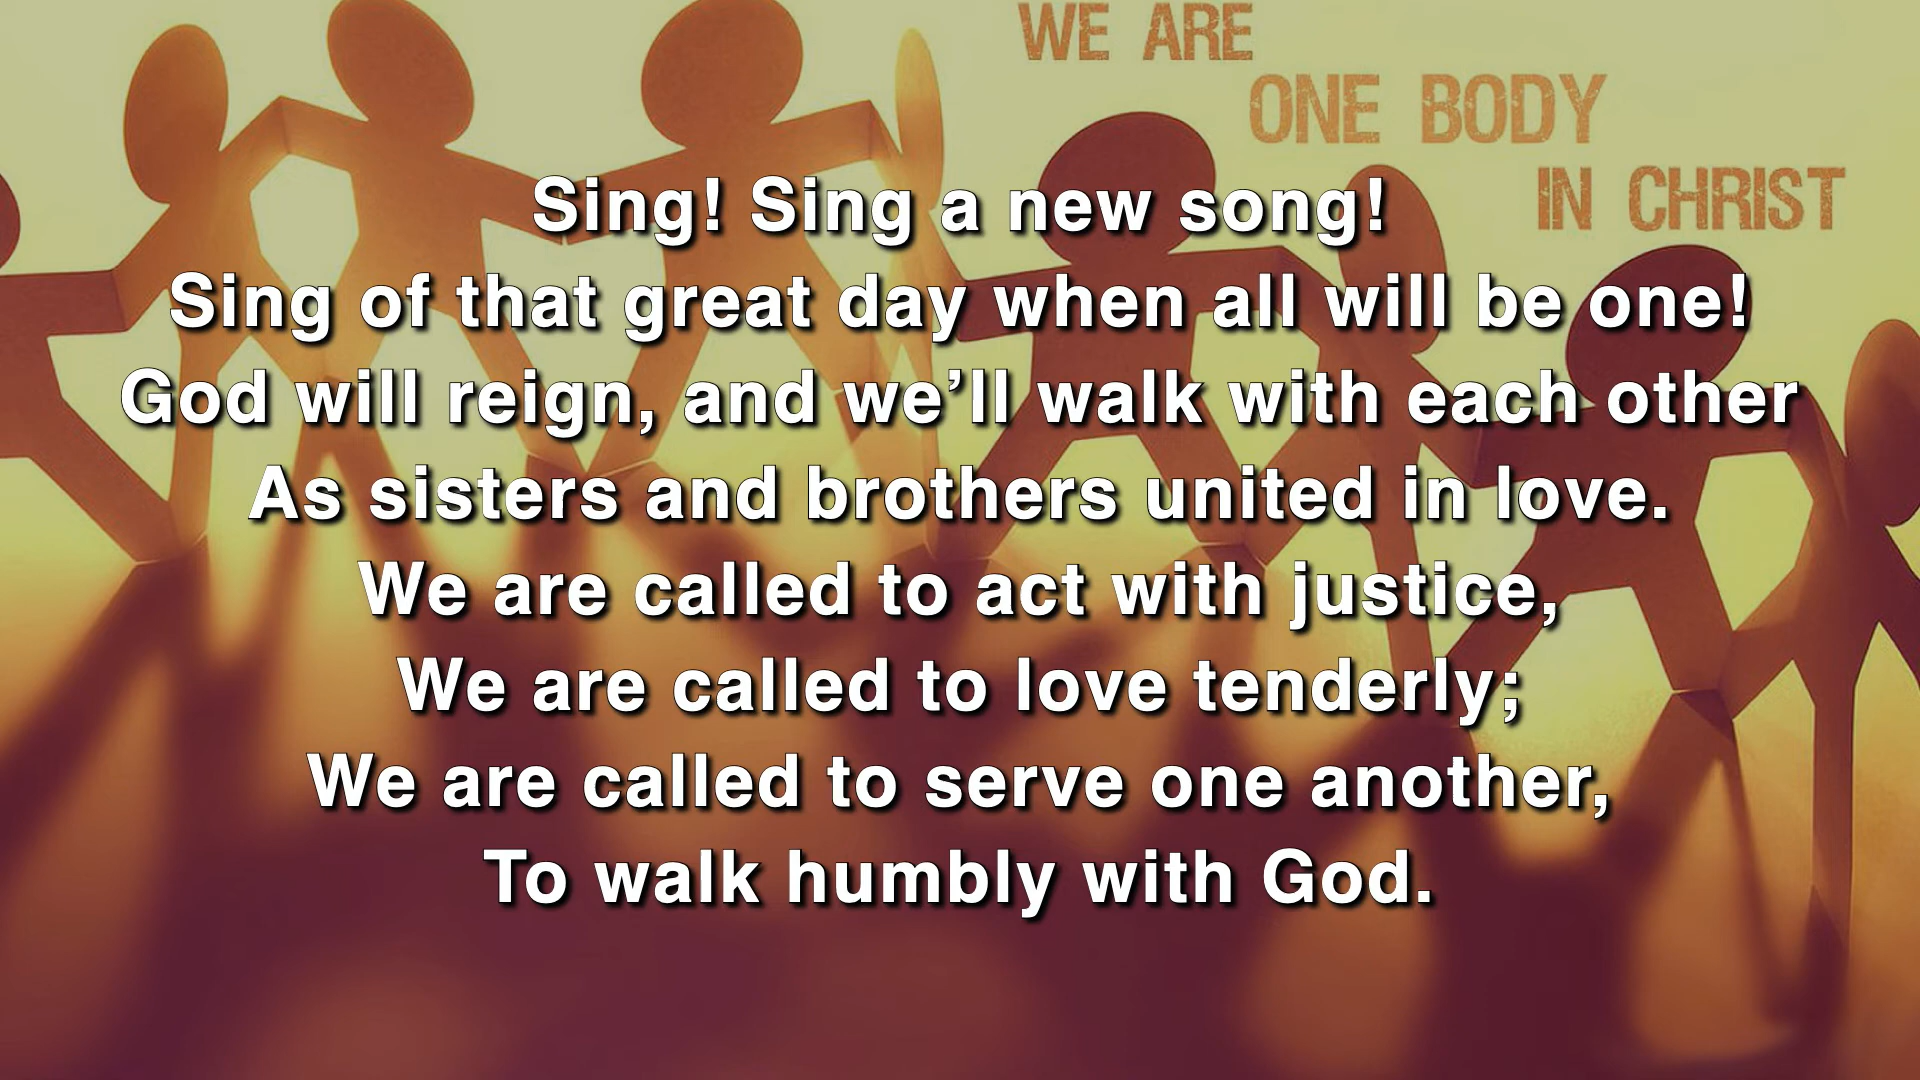 WE ARE
ONE BODY
IN CHRIST
Sing! Sing a new song!
Sing of that great day when all will be one!
God will reign, and we’ll walk with each other
As sisters and brothers united in love.
We are called to act with justice,
We are called to love tenderly;
We are called to serve one another,
To walk humbly with God.